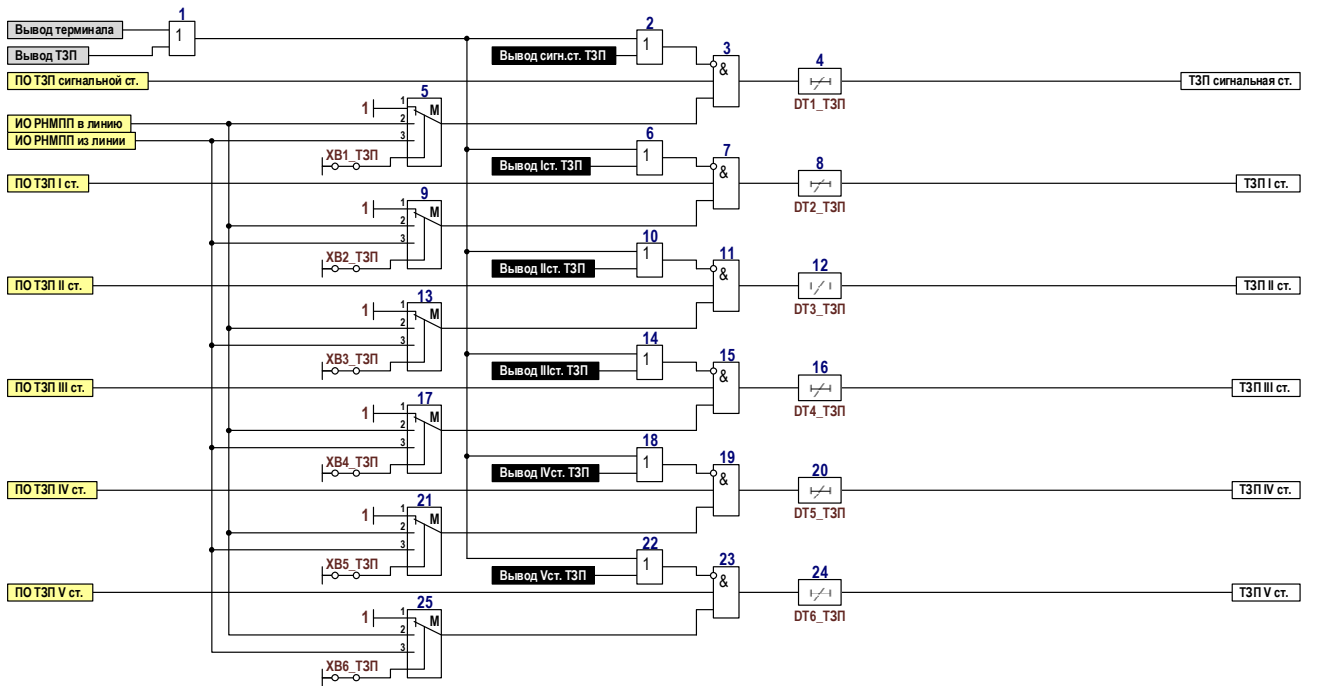 1
Вывод терминала
1
Вывод ТЗП
2
1
Вывод сигн.ст. ТЗП
3
&
4
DT1_ТЗП
ПО ТЗП сигнальной ст.
ТЗП сигнальная ст.
5
1
1
M
2
3
XB1_ТЗП
ИО РНМПП в линию
ИО РНМПП из линии
6
1
Вывод Iст. ТЗП
7
&
8
DT2_ТЗП
ПО ТЗП I ст.
ТЗП I ст.
9
1
1
M
2
3
XB2_ТЗП
10
1
Вывод IIст. ТЗП
11
&
12
DT3_ТЗП
ПО ТЗП II ст.
ТЗП II ст.
13
1
1
M
2
3
XB3_ТЗП
14
1
Вывод IIIст. ТЗП
15
&
16
DT4_ТЗП
ПО ТЗП III ст.
ТЗП III ст.
17
1
1
M
2
3
XB4_ТЗП
18
1
Вывод IVст. ТЗП
19
&
20
DT5_ТЗП
ПО ТЗП IV ст.
ТЗП IV ст.
21
1
1
M
2
3
XB5_ТЗП
22
1
Вывод Vст. ТЗП
23
&
24
DT6_ТЗП
ПО ТЗП V ст.
ТЗП V ст.
25
1
1
M
2
3
XB6_ТЗП